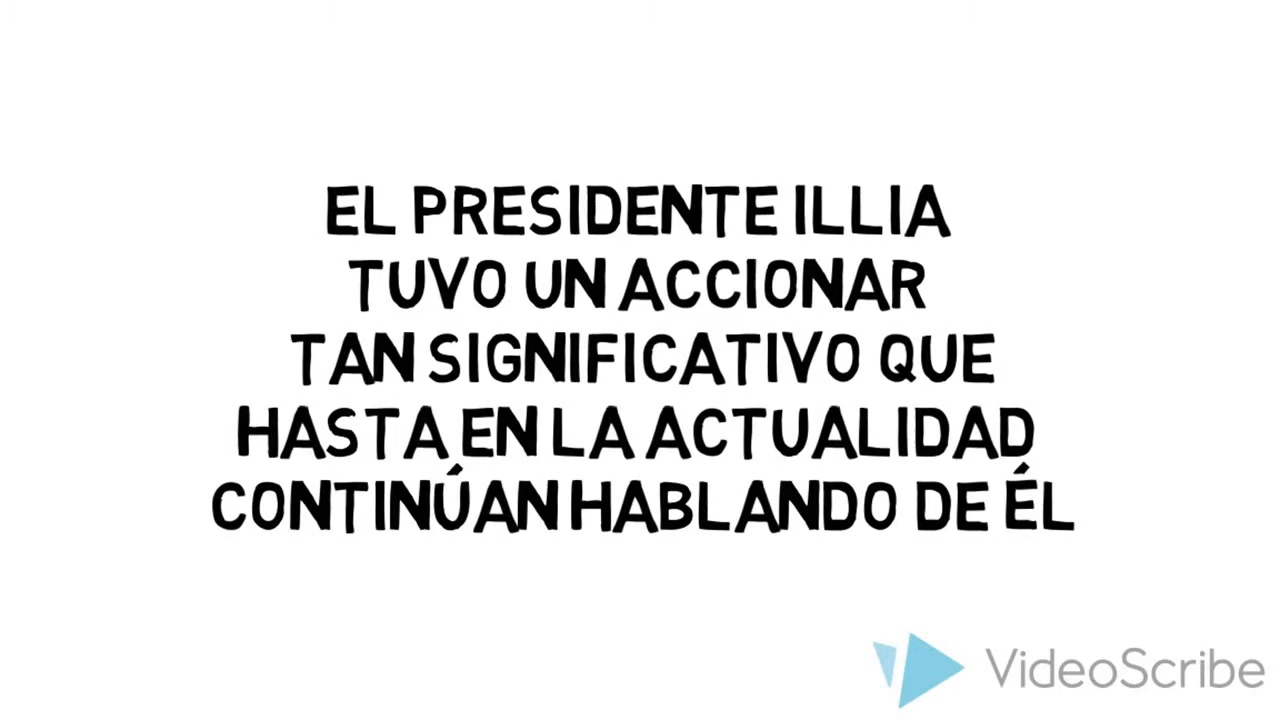 EL PRESIDENTE ILLIA
TUVO UN ACCIONAR
TAN SIGNIFICATIVO QUE
HASTA EN LA ACTUALIDAD
CONTINÚAN HABLANDO DE ÉL
VideoScribe